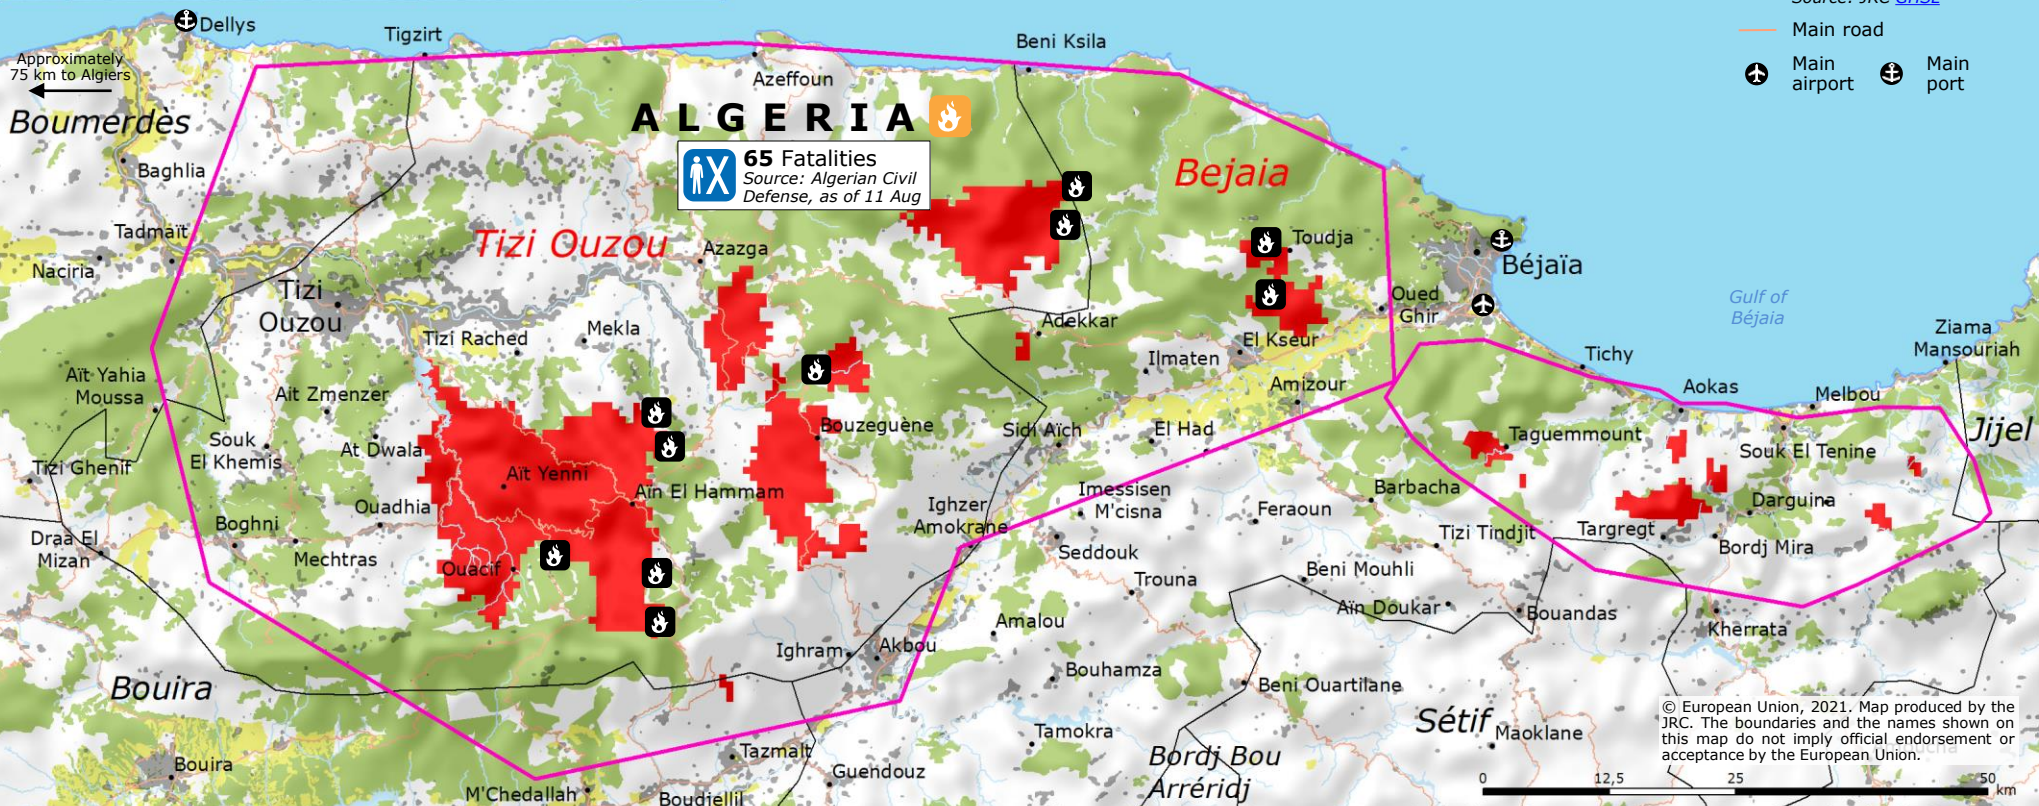 Source: JRC GHSL
Main road
Main airport
Main port
Dellys
Tigzirt
Beni Ksila
Approximately
75 km to Algiers
Azeffoun
ALGERIA
Boumerdès
65 Fatalities
Source: Algerian Civil
Defense, as of 11 Aug
Baghlia
Bejaia
Tadmaït
Tizi Ouzou
Azazga
Toudja
Béjaïa
Naciria
Tizi
Ouzou
Oued
Ghir
Gulf of
Béjaia
Adekkar
Tizi Rached
Mekla
El Kseur
Ilmaten
Ziama
Mansouriah
Tichy
Aït Yahia
Moussa
Ait Zmenzer
Amizour
Aokas
Melbou
Souk
El Khemis
At Dwala
Bouzeguène
Sidi Aïch
El Had
Taguemmount
Jijel
Souk El Tenine
Tizi Ghenif
Aït Yenni
Aïn El Hammam
Imessisen
M'cisna
Barbacha
Darguina
Ouadhia
Ighzer
Amokrane
Feraoun
Boghni
Tizi Tindjit
Targregt
Draa El
Mizan
Mechtras
Seddouk
Bordj Mira
Ouacif
Trouna
Beni Mouhli
Aïn Doukar
Bouandas
Amalou
Kherrata
Ighram
Akbou
Bouira
Bouhamza
Beni Ouartilane
Sétif
Maoklane
Tamokra
Tazmalt
Bordj Bou
Arréridj
Bouira
Guendouz
M'Chedallah
Boudjellil
© European Union, 2021. Map produced by the
JRC. The boundaries and the names shown on
this map do not imply official endorsement or
acceptance by the European Union.
0 12,5 25 50
km